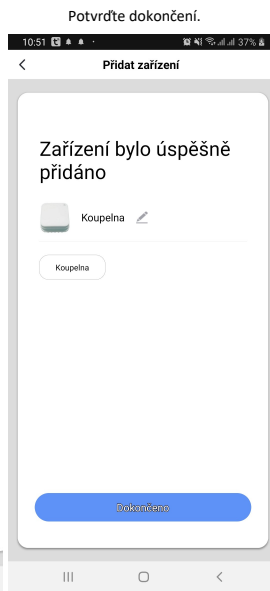 Potvrďte dokončení.
10:51 37%
Přidat zařízení
Zařízení bylo úspěšně
přidáno
Koupelna
Koupelna
Dokončeno